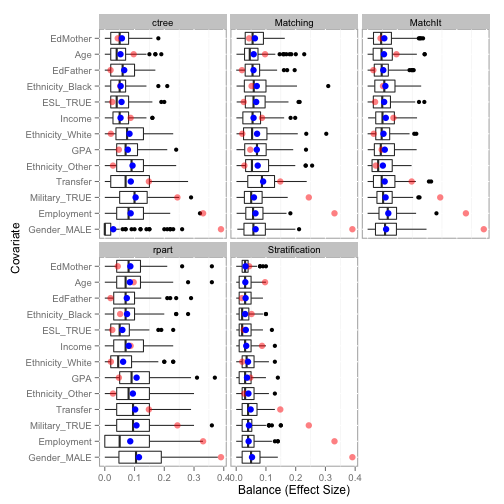 ctree
Matching
MatchIt
EdMother
Age
EdFather
Ethnicity_Black
ESL_TRUE
Income
Ethnicity_White
GPA
Ethnicity_Other
Transfer
Military_TRUE
Employment
Gender_MALE
Covariate
rpart
Stratification
EdMother
Age
EdFather
Ethnicity_Black
ESL_TRUE
Income
Ethnicity_White
GPA
Ethnicity_Other
Transfer
Military_TRUE
Employment
Gender_MALE
0.0 0.1 0.2 0.3 0.4 0.0 0.1 0.2 0.3 0.4
Balance (Effect Size)